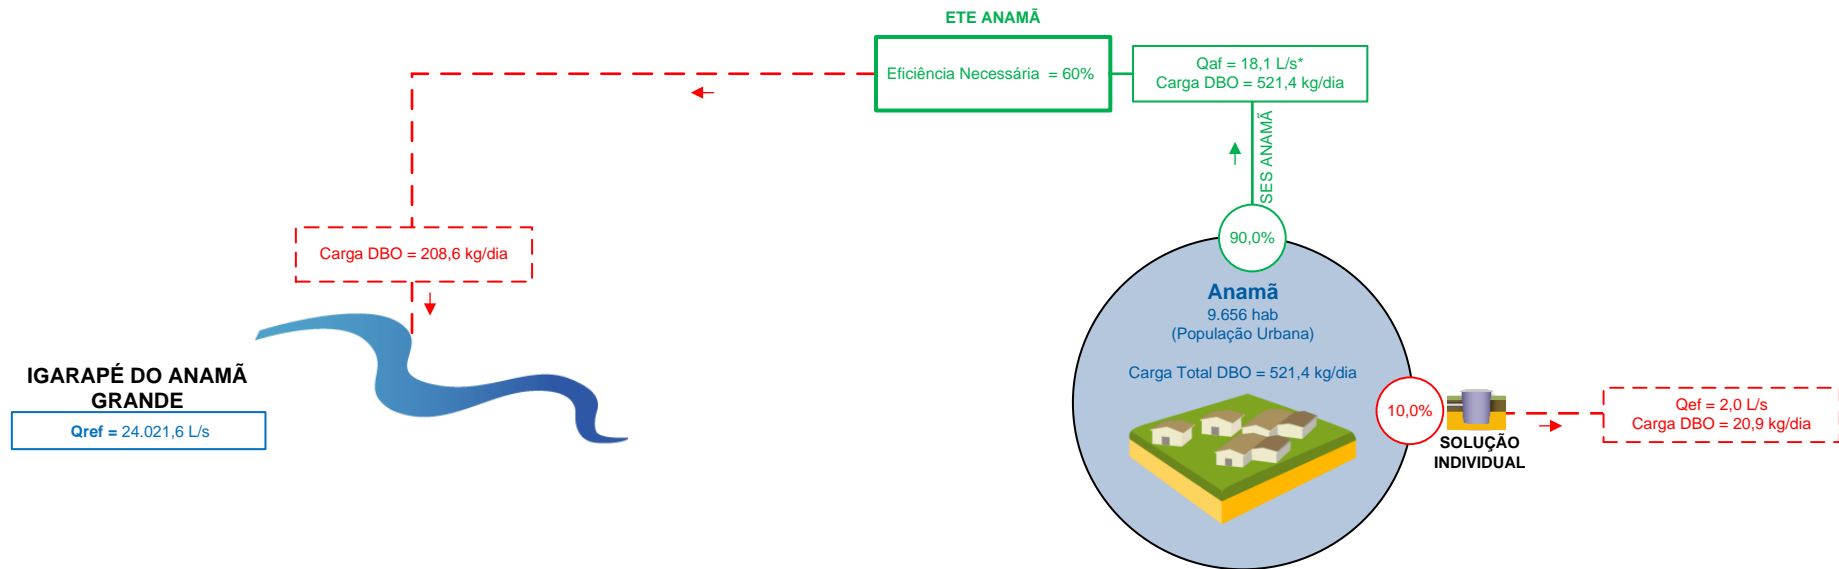 ETE ANAMÃ
Eficiência Necessária = 60%
Qaf = 18,1 L/s*
Carga DBO = 521,4 kg/dia
SES ANAMÃ
90,0%
Carga DBO = 208,6 kg/dia
Anamã
9.656 hab
(População Urbana)
Carga Total DBO = 521,4 kg/dia
IGARAPÉ DO ANAMÃ
GRANDE
Qref = 24.021,6 L/s
10,0%
SOLUÇÃO
INDIVIDUAL
Qef = 2,0 L/s
Carga DBO = 20,9 kg/dia